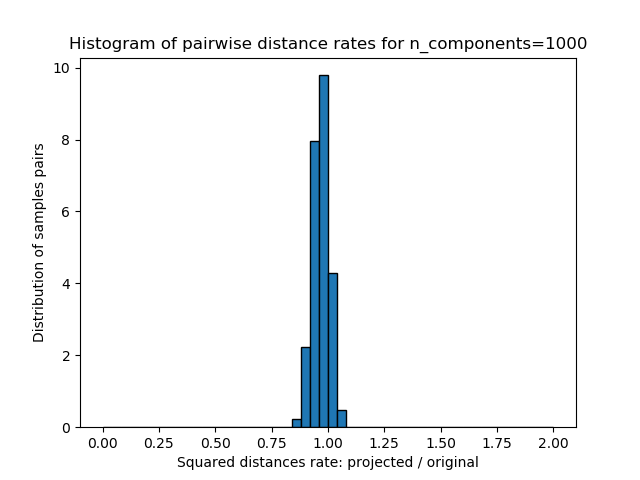 Histogram of pairwise distance rates for n_components=1000
Distribution of samples pairs
10
8
6
4
2
0
0.00 0.25 0.50 0.75 1.00 1.25 1.50 1.75 2.00
Squared distances rate: projected / original